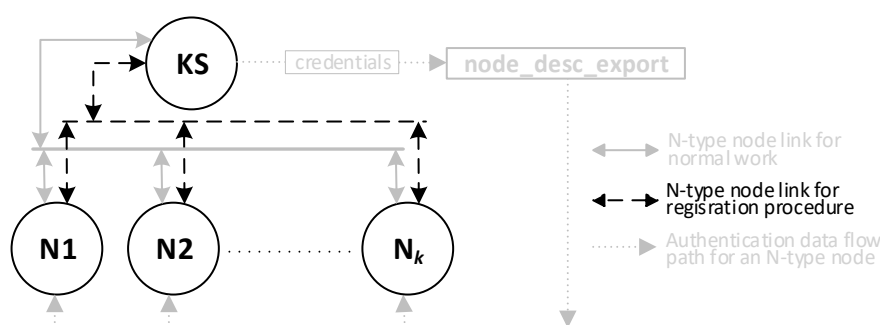 KS
credentials
node_desc_export
N-type node link for
normal work
N-type node link for
regisration procedure
Authentication data flow
path for an N-type node
N1
N2
Nk